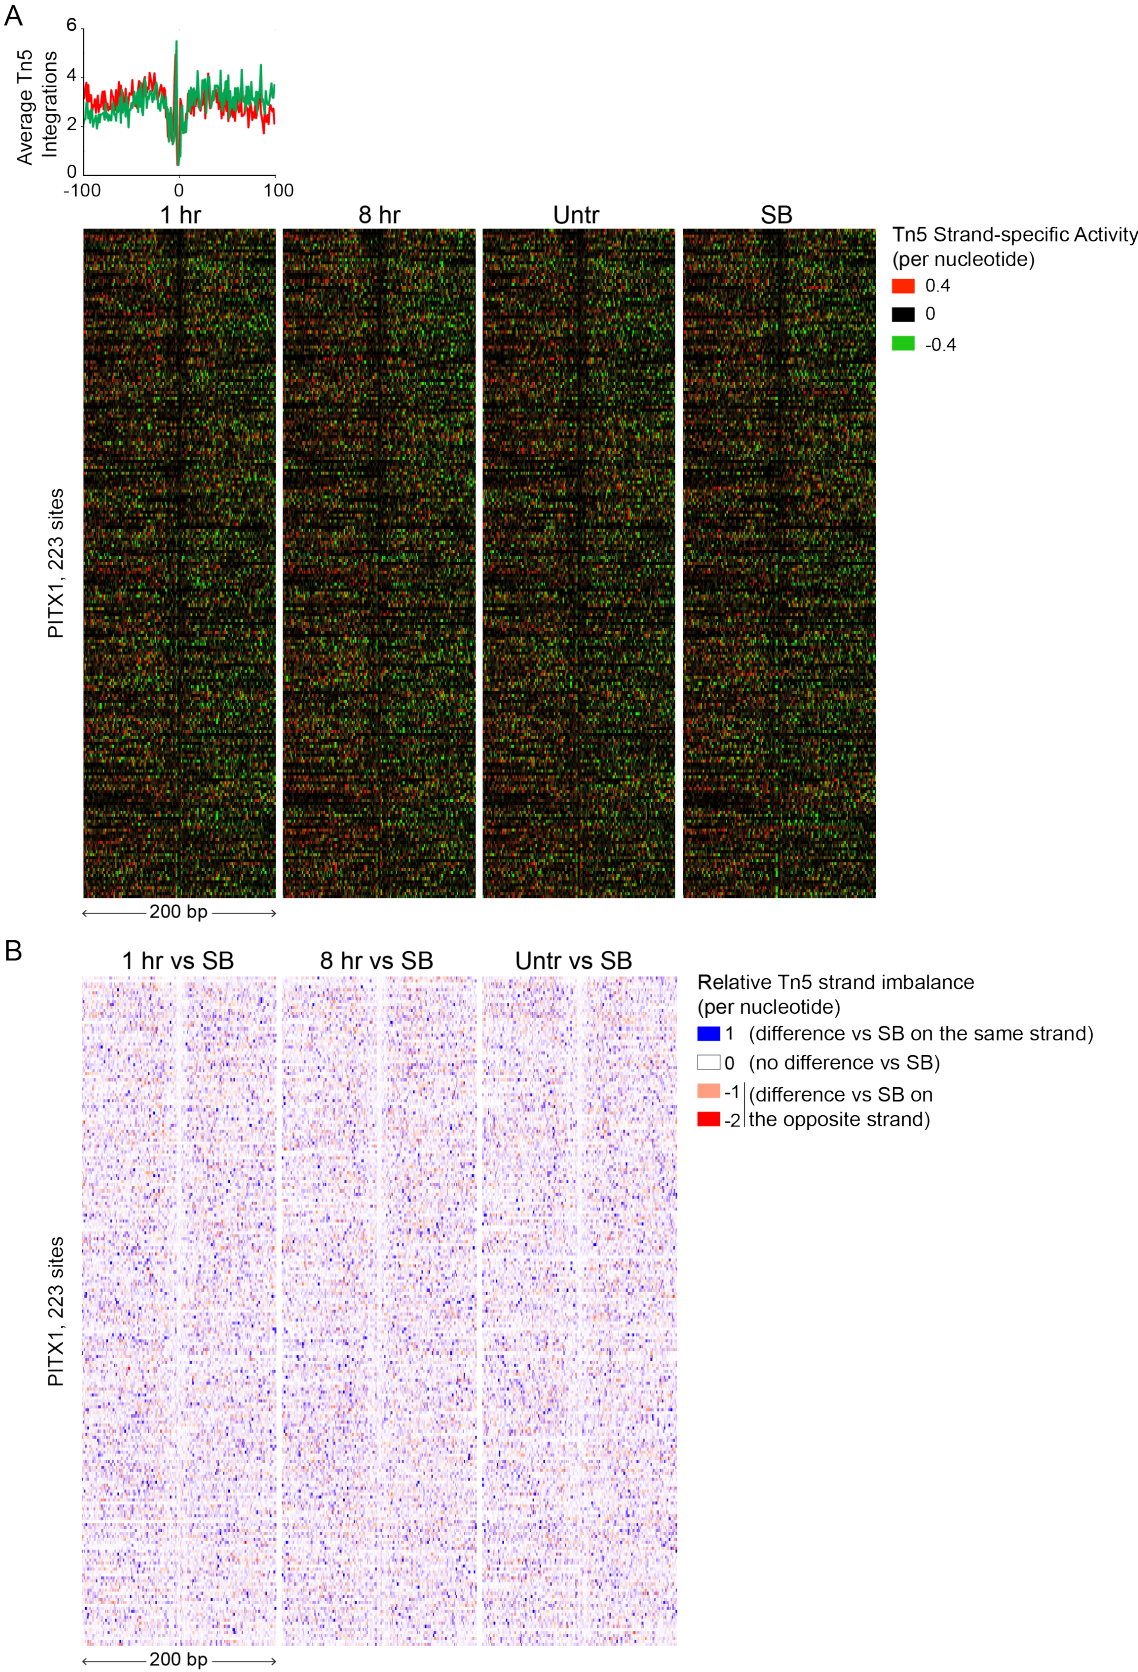 A
Average Tn5
Integrations
6
4
2
0
-100
0
100
1 hr
8 hr
Untr
SB
Tn5 Strand-specific Activity
(per nucleotide)
0.4
0
-0.4
PITX1, 223 sites
200 bp
B
1 hr vs SB
8 hr vs SB
Untr vs SB
Relative Tn5 strand imbalance
(per nucleotide)
1 (difference vs SB on the same strand)
0 (no difference vs SB)
-1 (difference vs SB on
-2 the opposite strand)
PITX1, 223 sites
200 bp